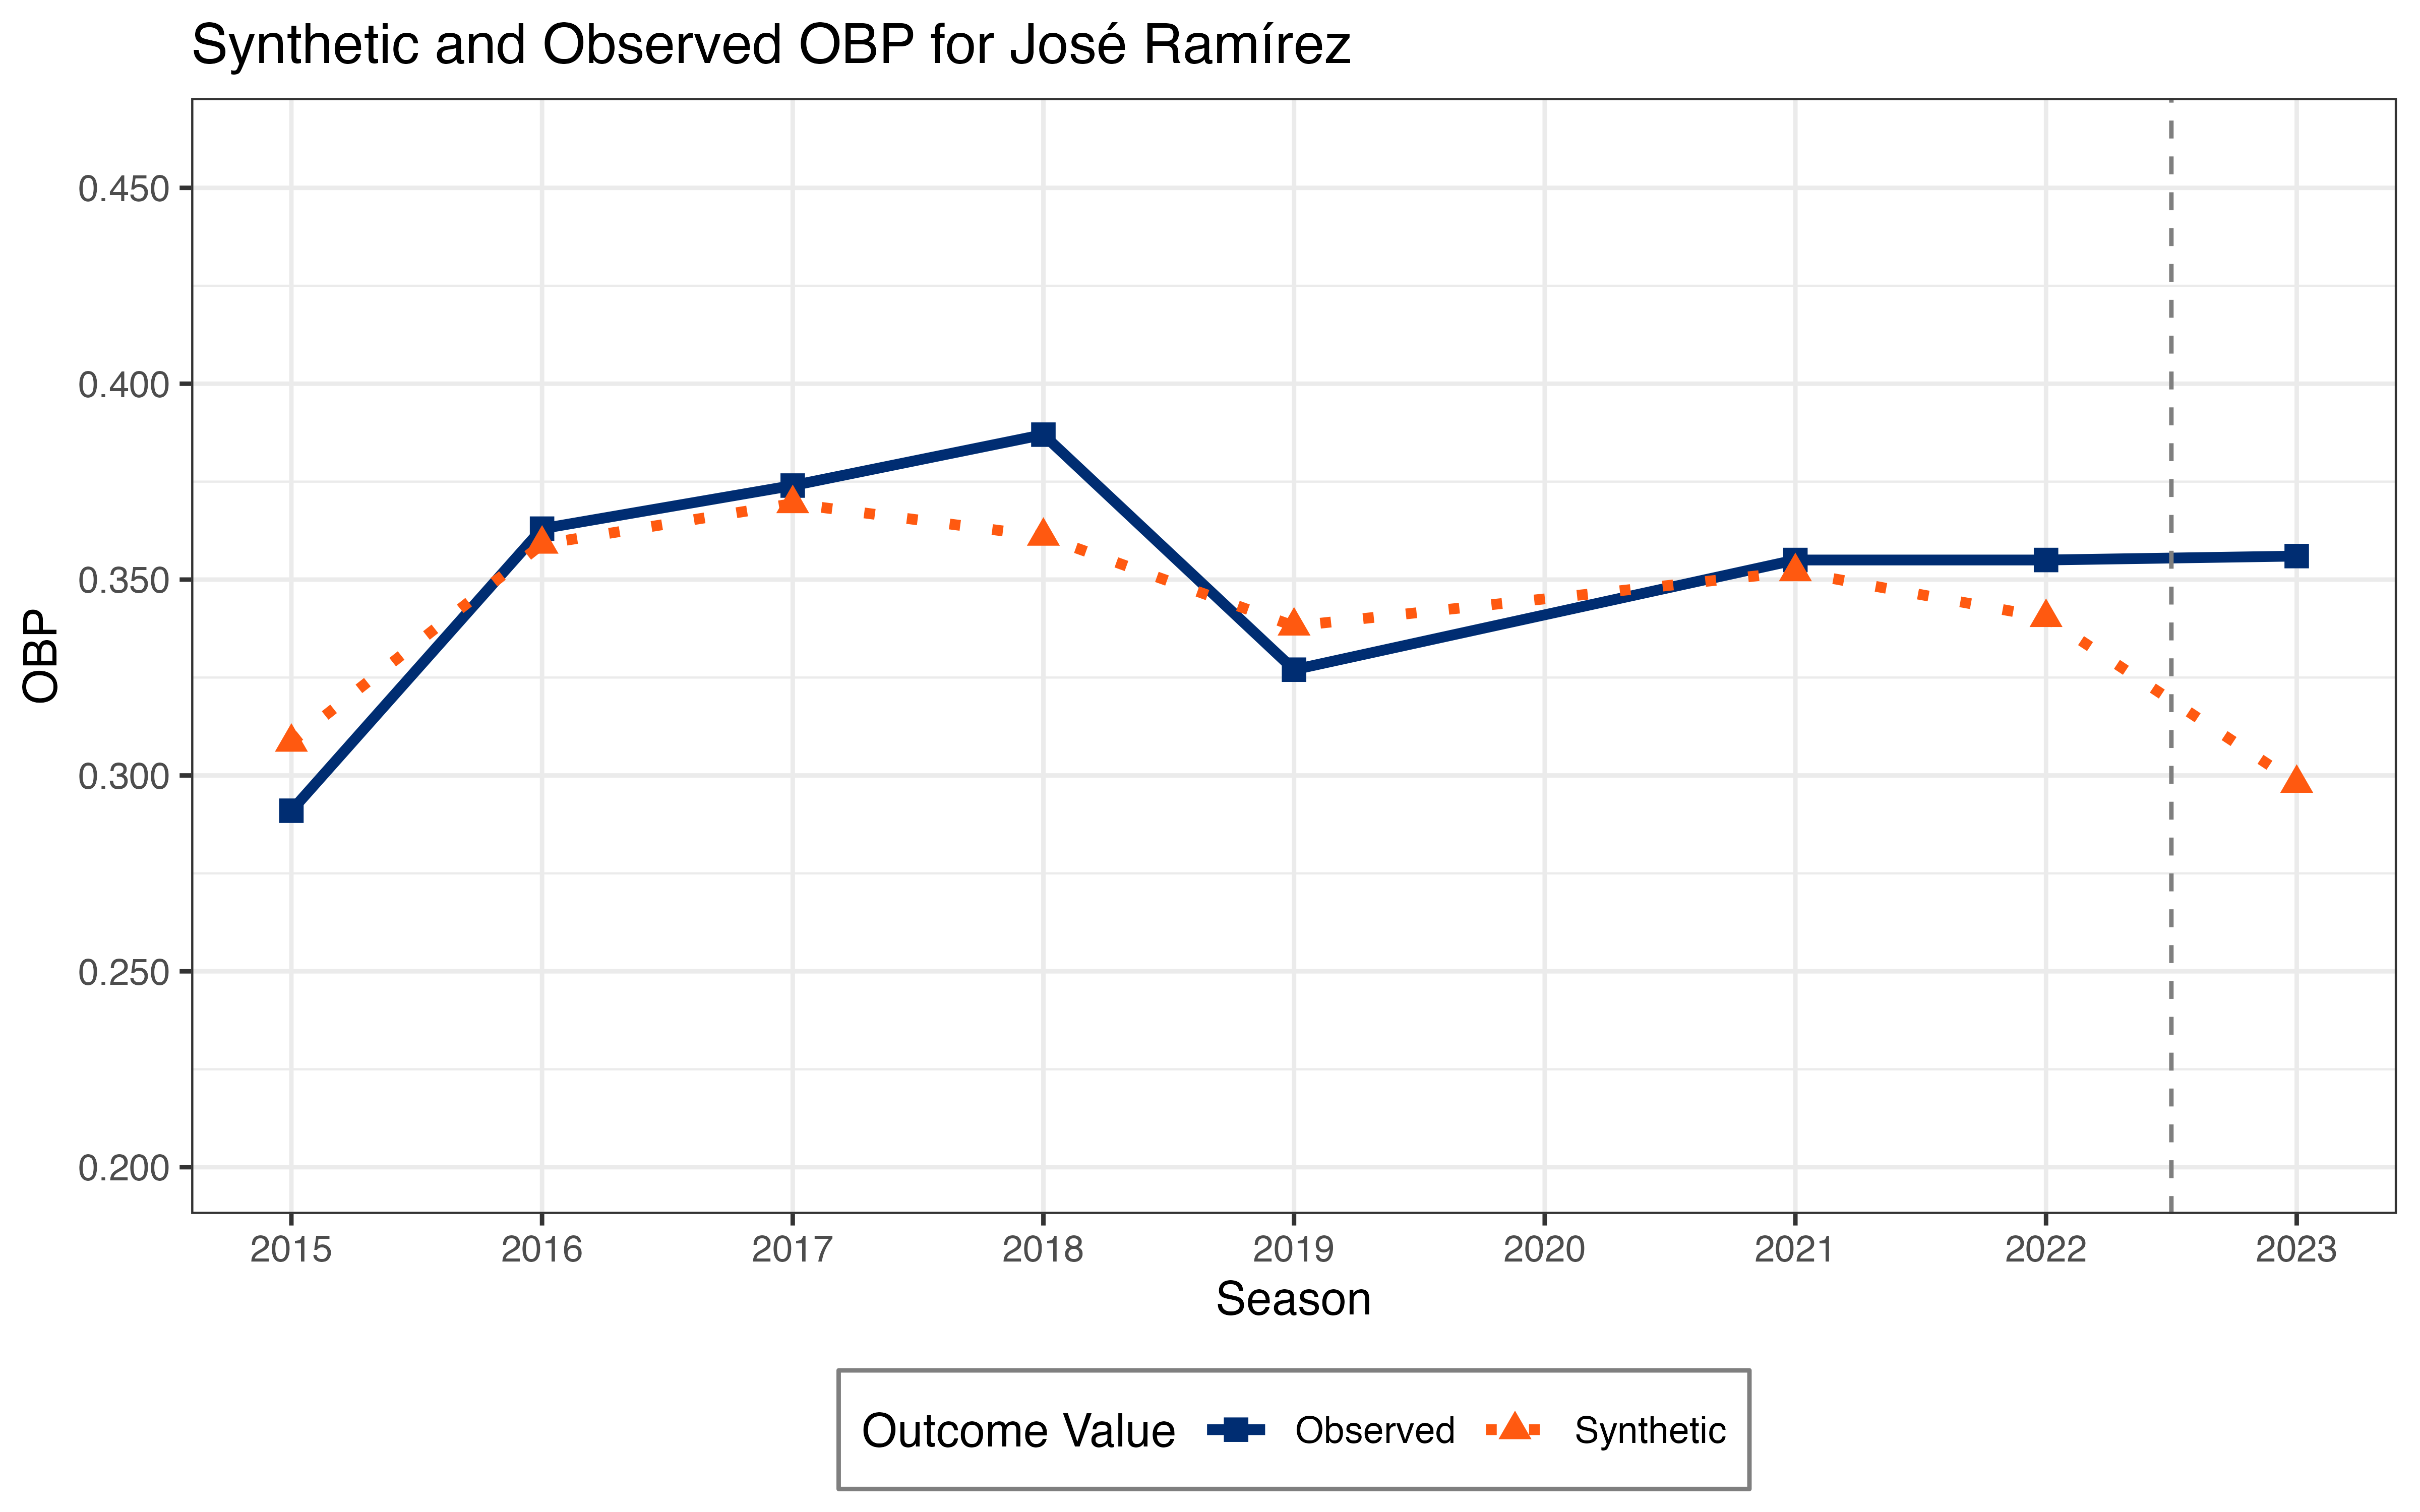 Synthetic and Observed OBP for José Ramírez
OBP
0.450
0.400
0.350
0.300
0.250
0.200
2015 2016 2017 2018 2019 2020 2021 2022 2023
Season
Outcome Value Observed Synthetic